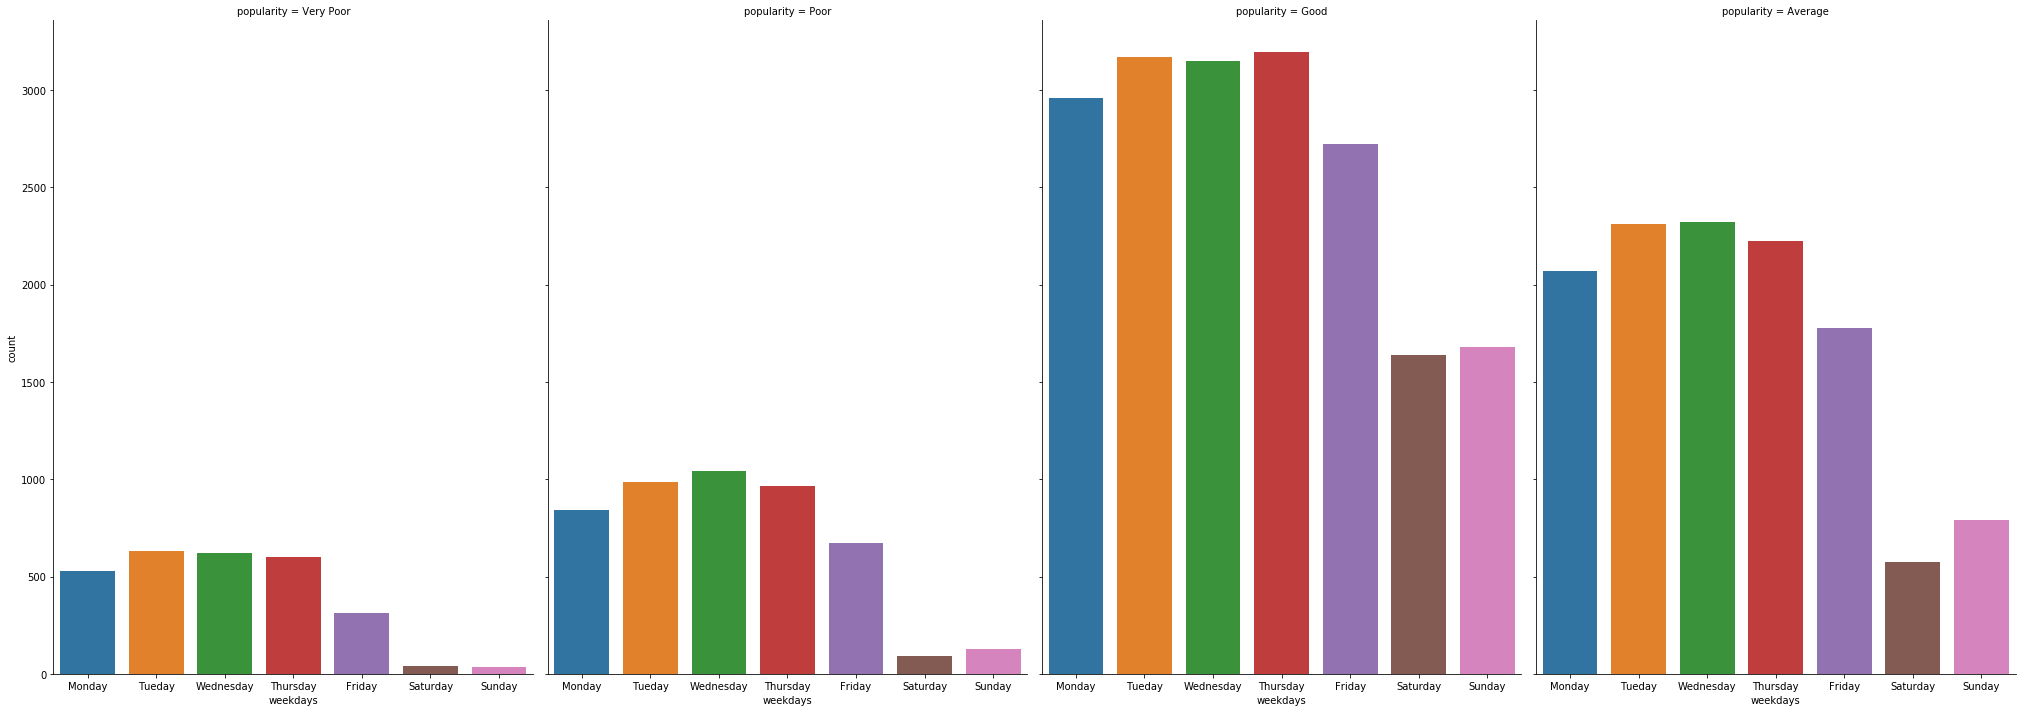 popularity = Very Poor
popularity = Poor
popularity = Good
popularity = Average
count
3000
2500
2000
1500
1000
500
0
Monday Tueday Wednesday Thursday Friday Saturday Sunday
weekdays
Monday Tueday Wednesday Thursday Friday Saturday Sunday
weekdays
Monday Tueday Wednesday Thursday Friday Saturday Sunday
weekdays
Monday Tueday Wednesday Thursday Friday Saturday Sunday
weekdays